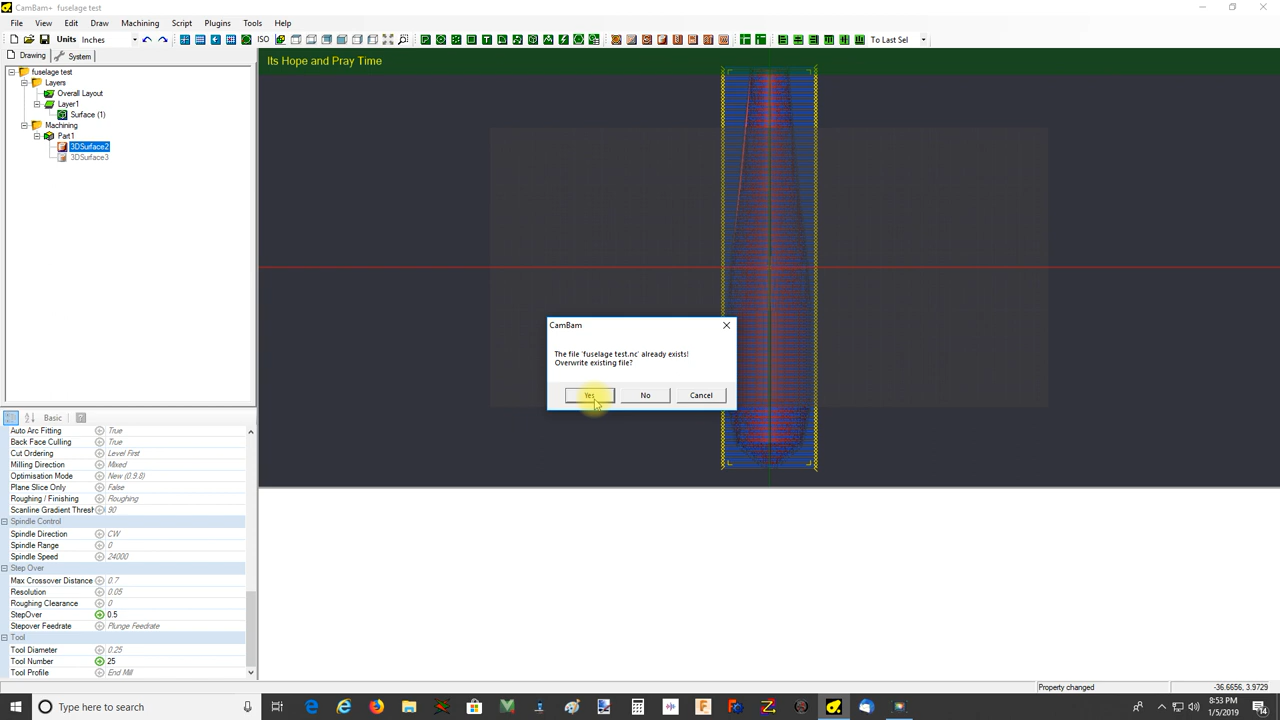 CamBam+ fuselage test
File View Edit Draw Machining Script Plugins Tools Help
Units Inches ISO To Last Sel
Drawing System
Its Hope and Pray Time
fuselage test
Layers
Overall Layout
Layer1
Surface (1)
Machining
Part1
3DSurface2
3DSurface3
CamBam
The file 'fuselage test.nc' already exists!
Overwrite existing file?
Yes No Cancel
Basic
Auto Arc Fitting True
Back Face Culling True
Cut Ordering Level First
Milling Direction Mixed
Optimisation Mode New (0.9.8)
Plane Slice Only False
Roughing / Finishing Roughing
Scanline Gradient Thresh 90
Spindle Control
Spindle Direction CW
Spindle Range 0
Spindle Speed 24000
Step Over
Max Crossover Distance 0.7
Resolution 0.05
Roughing Clearance 0
StepOver 0.5
Stepover Feedrate Plunge Feedrate
Tool
Tool Diameter 0.25
Tool Number 25
Tool Profile End Mill
Property changed -36.6656, 3.9729
Type here to search
8:53 PM
1/5/2019